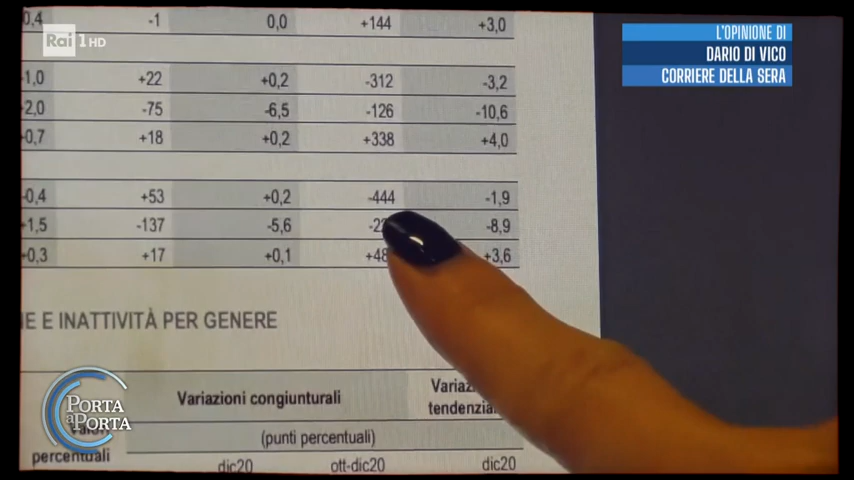 0,4 -1 0,0 +144 +3,0
Rai 1 HD
L'OPINIONE DI
DARIO DI VICO
CORRIERE DELLA SERA
-1,0 +22 +0,2 -312 -3,2
-2,0 -75 -6,5 -126 -10,6
+0,7 +18 +0,2 +338 +4,0
-0,4 +53 +0,2 -444 -1,9
+1,5 -137 -5,6 -8,9
+0,3 +17 +0,1 +3,6
E INATTIVITÀ PER GENERE
Variazioni congiunturali
PORTA
a PORTA
(punti percentuali)
percentuali
dic20 ott-dic20 dic20